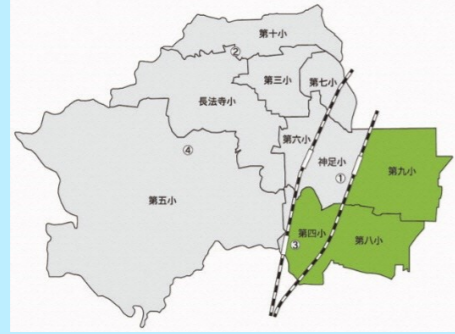 第十小
②
第三小
第七小
長法寺小
第六小
④
神足小
①
第九小
第五小
第四小
③
第八小